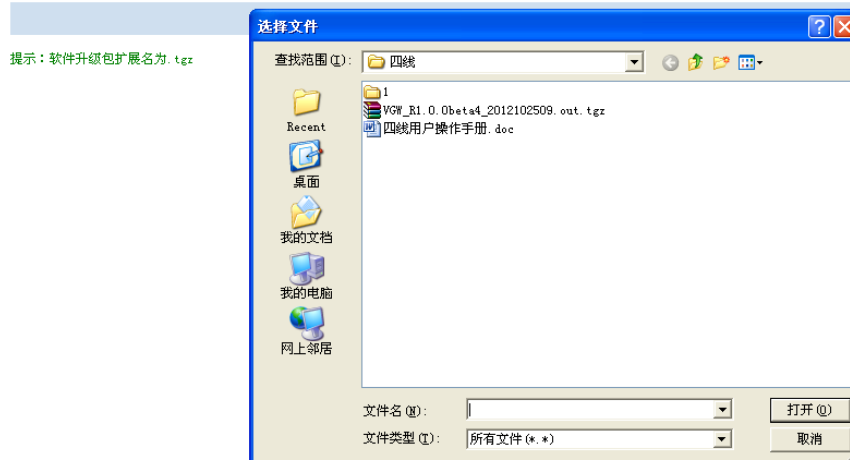 选择文件
提示：软件升级包扩展名为.tgz
查找范围(I):
四线
1
VGW_R1.0.0beta4_2012102509.out.tgz
四线用户操作手册.doc
Recent
桌面
我的文档
我的电脑
网上邻居
文件名(N):
打开(O)
文件类型(T):
所有文件(*.*)
取消